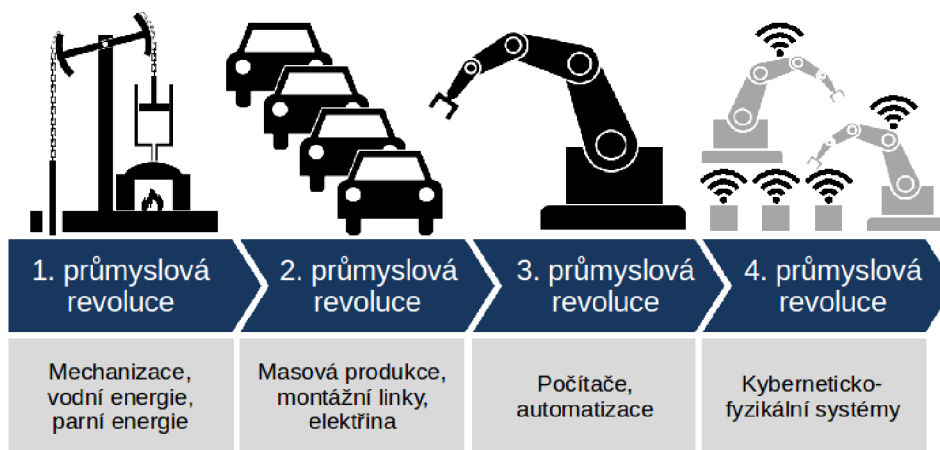 1. průmyslová
revoluce
2. průmyslová
revoluce
3. průmyslová
revoluce
4. průmyslová
revoluce
Mechanizace,
vodní energie,
parní energie
Masová produkce,
montážní linky,
elektřina
Počítače,
automatizace
Kyberneticko-
fyzikální systémy